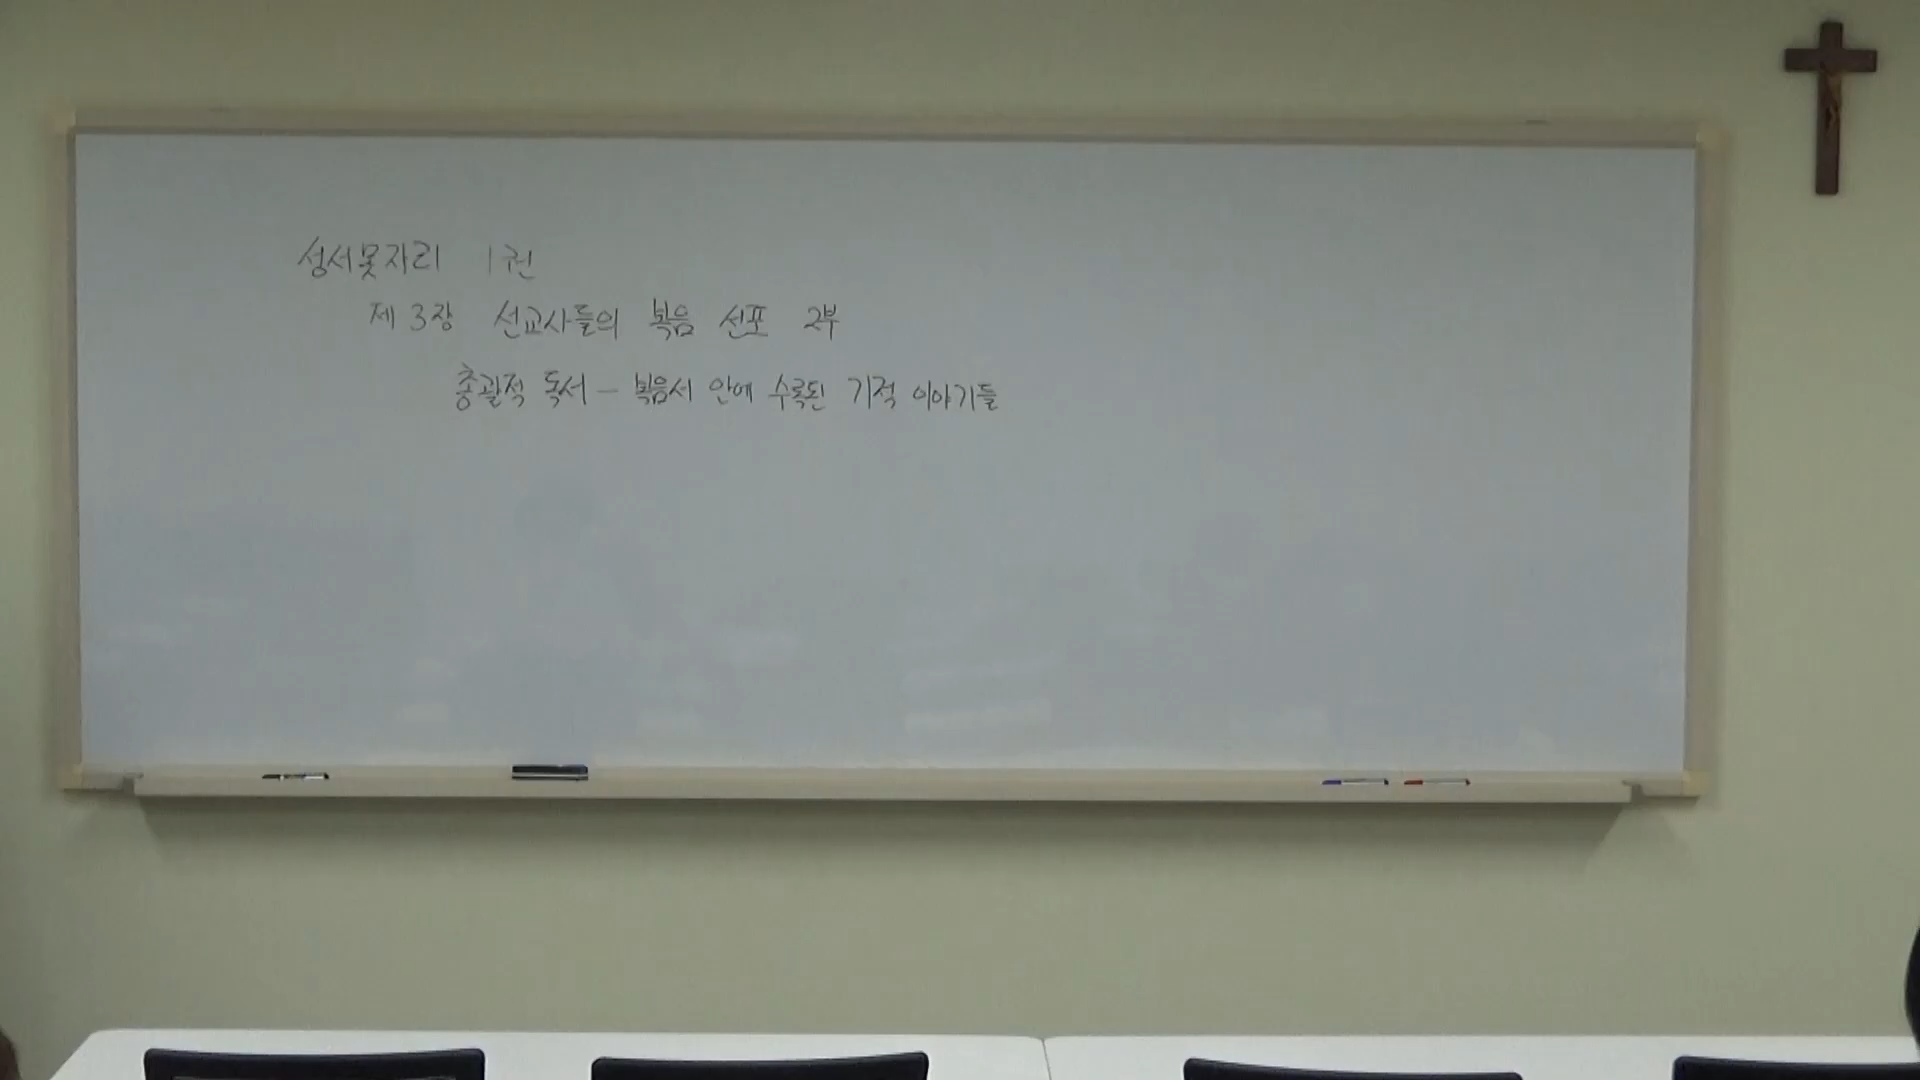 성서못자리 1권
제3장 선교사들의 복음 선포 2부
총괄적 독서 - 복음서 안에 수록된 기적 이야기들